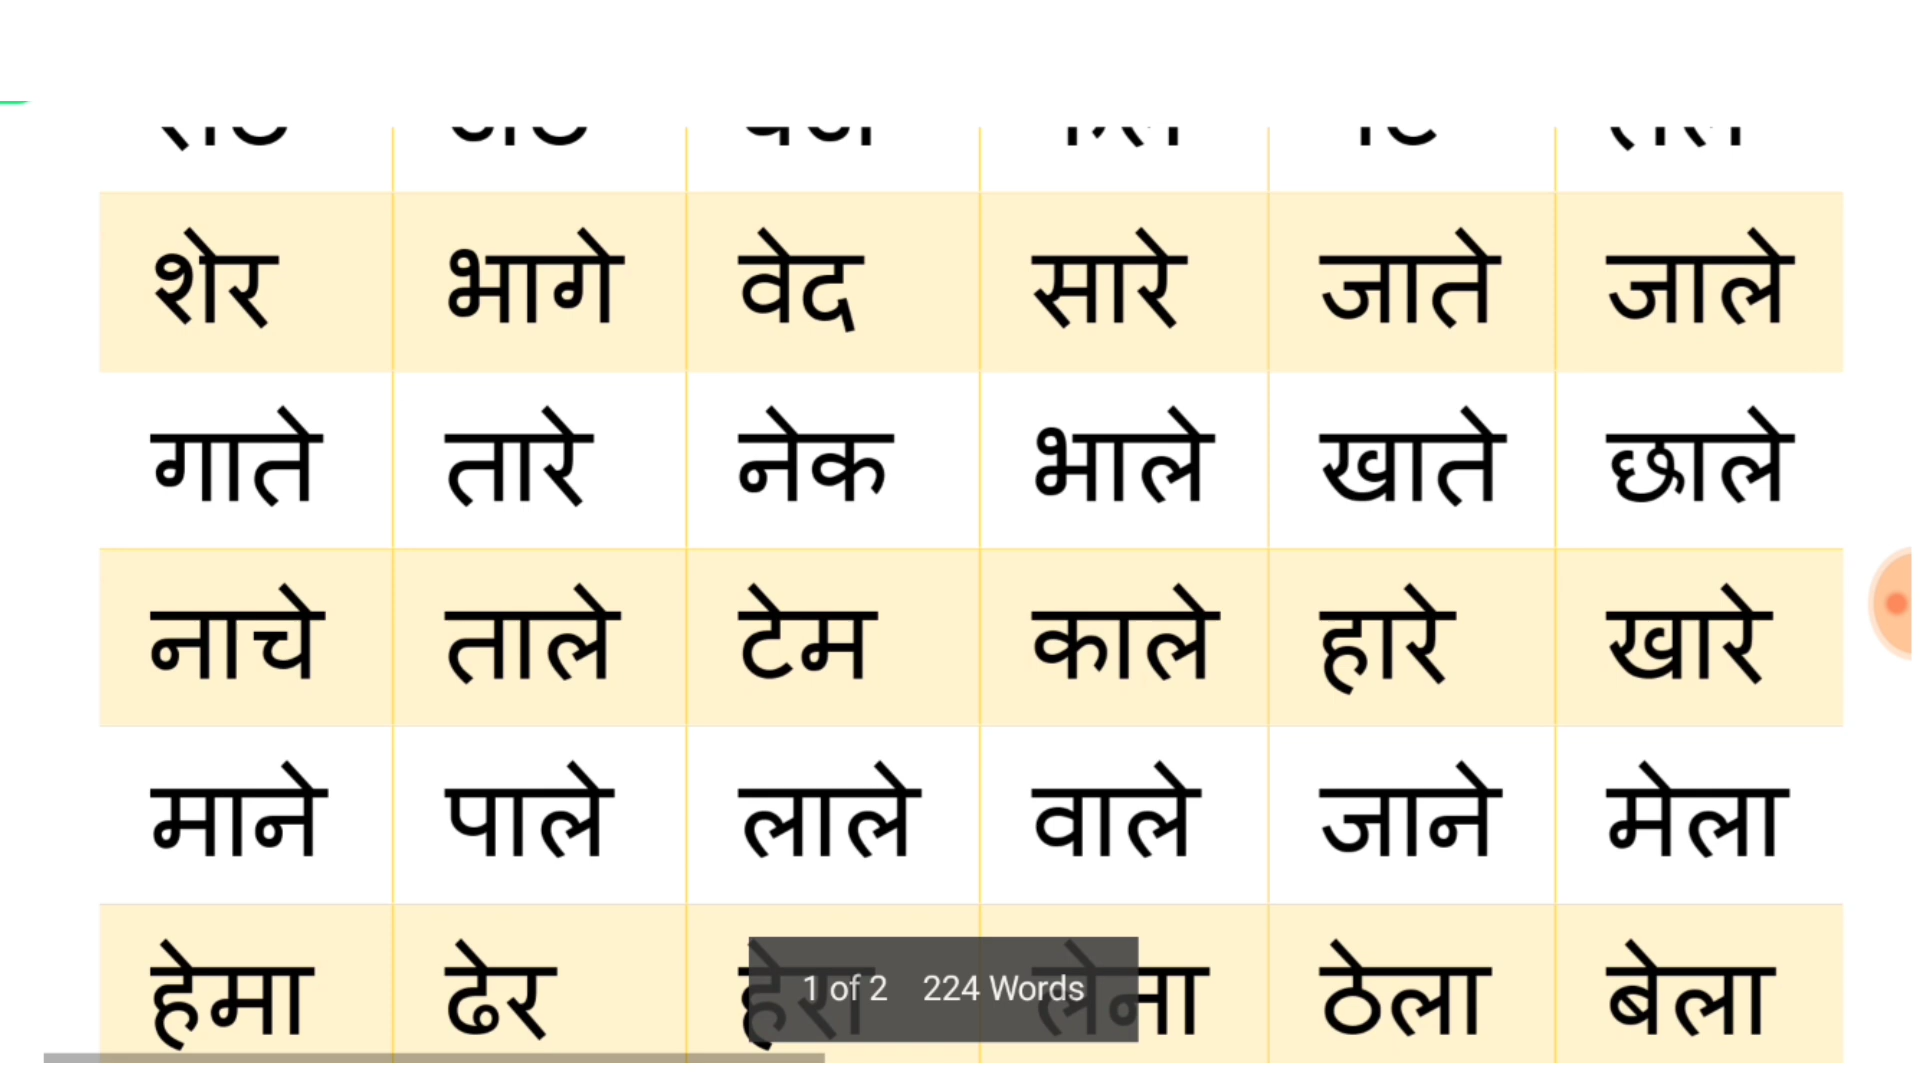 शेर भागे वेद सारे जाते जाले
गाते तारे नेक भाले खाते छाले
नाचे ताले टेम काले हारे खारे
माने पाले लाले वाले जाने मेला
हेमा ढेर हेरा लेना ठेला बेला
1 of 2 224 Words